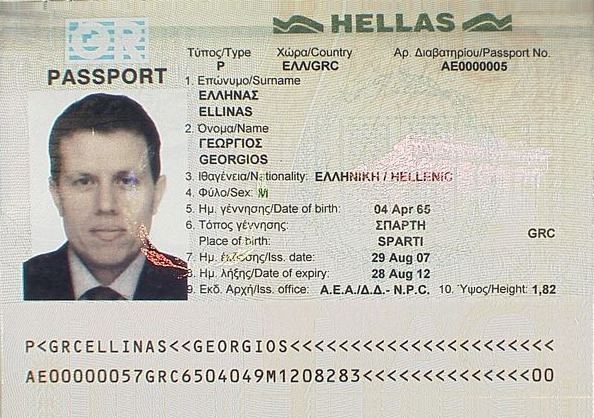 GR
HELLAS
PASSPORT
Τύπος/Type Χώρα/Country Αρ. Διαβατηρίου/Passport No.
P ΕΛΛ/GRC AE0000005
1. Επώνυμο/Surname
ΕΛΛΗΝΑΣ
ELLINAS
2. Όνομα/Name
ΓΕΩΡΓΙΟΣ
GEORGIOS
3. Ιθαγένεια/Nationality: ΕΛΛΗΝΙΚΗ / HELLENIC
4. Φύλο/Sex: M
5. Ημ. γέννησης/Date of birth: 04 Apr 65
6. Τόπος γέννησης: ΣΠΑΡΤΗ
Place of birth: SPARTI GRC
7. Ημ. έκδοσης/Iss. date: 29 Aug 07
8. Ημ. λήξης/Date of expiry: 28 Aug 12
9. Εκδ. Αρχή/Iss. office: Α.Ε.Α./Δ.Δ.- N.P.C. 10. Ύψος/Height: 1,82
P<GRCELLINAS<<GEORGIOS<<<<<<<<<<<<<<<<<<<<<<
AE00000057GRC6504049M1208283<<<<<<<<<<<<<<00